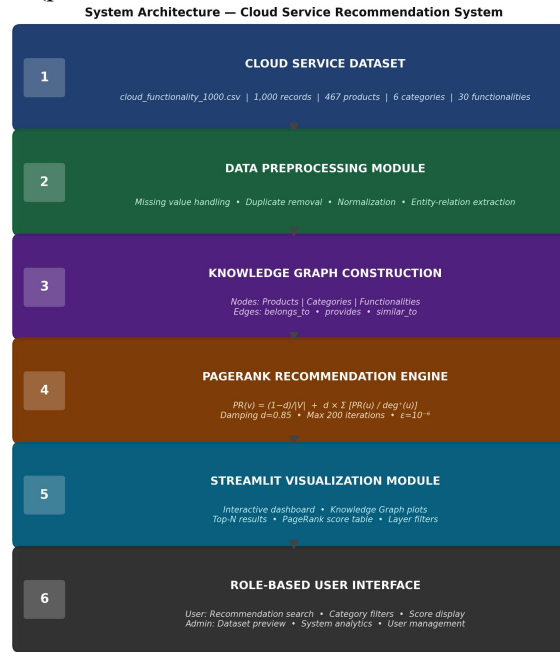 System Architecture — Cloud Service Recommendation System
1
CLOUD SERVICE DATASET
cloud_functionality_1000.csv | 1,000 records | 467 products | 6 categories | 30 functionalities
2
DATA PREPROCESSING MODULE
Missing value handling • Duplicate removal • Normalization • Entity-relation extraction
3
KNOWLEDGE GRAPH CONSTRUCTION
Nodes: Products | Categories | Functionalities
Edges: belongs_to • provides • similar_to
4
PAGERANK RECOMMENDATION ENGINE
PR(v) = (1−d)/|V| + d × Σ [PR(u) / deg⁺(u)]
Damping d=0.85 • Max 200 iterations • ε=10⁻⁶
5
STREAMLIT VISUALIZATION MODULE
Interactive dashboard • Knowledge Graph plots
Top-N results • PageRank score table • Layer filters
6
ROLE-BASED USER INTERFACE
User: Recommendation search • Category filters • Score display
Admin: Dataset preview • System analytics • User management